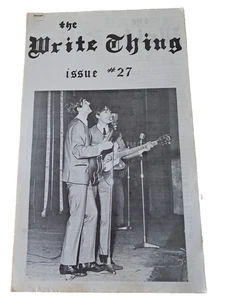 the
Write Thing
issue #27